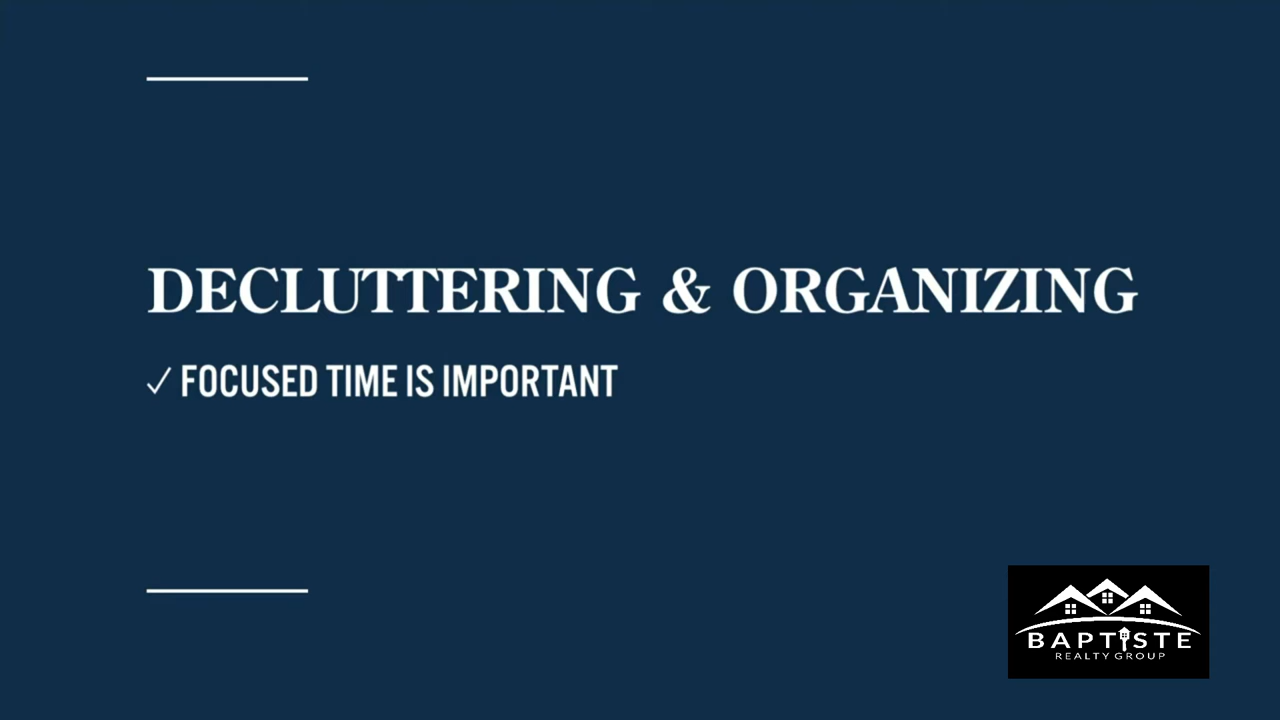 DECLUTTERING & ORGANIZING
✓ FOCUSED TIME IS IMPORTANT
BAPTISTE
REALTY GROUP